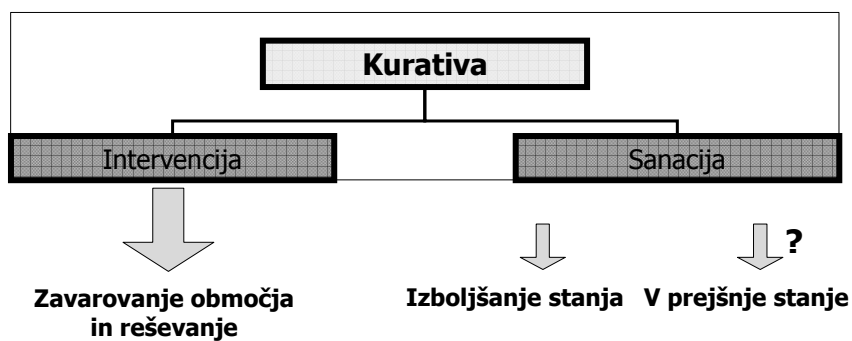 Kurativa
Intervencija
Sanacija
?
Zavarovanje območja
in reševanje
Izboljšanje stanja
V prejšnje stanje